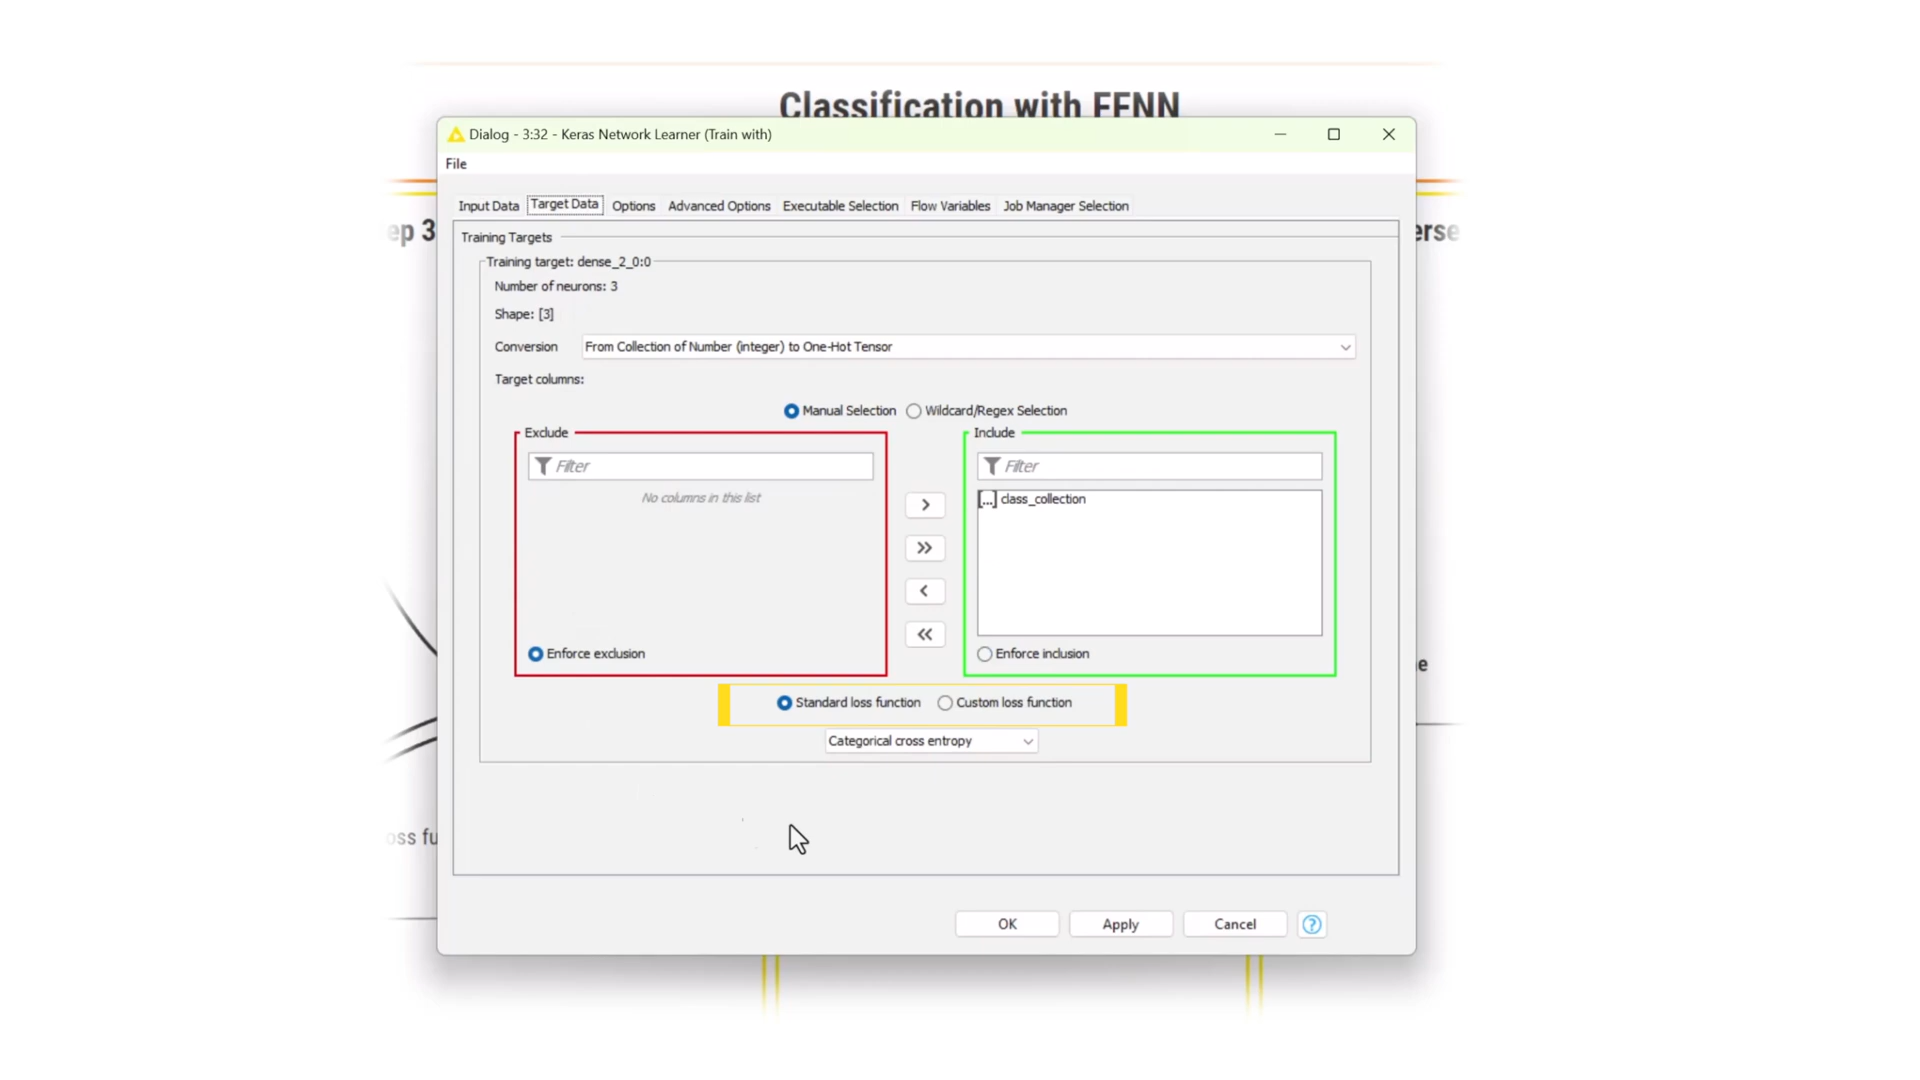 Classification with FFNN
Dialog - 3:32 - Keras Network Learner (Train with)
File
Input Data Target Data Options Advanced Options Executable Selection Flow Variables Job Manager Selection
ep 3
erse
Training Targets
Training target: dense_2_0:0
Number of neurons: 3
Shape: [3]
Conversion From Collection of Number (integer) to One-Hot Tensor
Target columns:
Manual Selection Wildcard/Regex Selection
Exclude
Include
Filter
Filter
No columns in this list
[...] class_collection
>
>>
<
<<
Enforce exclusion
Enforce inclusion
e
Standard loss function Custom loss function
Categorical cross entropy
oss fu
OK Apply Cancel ?